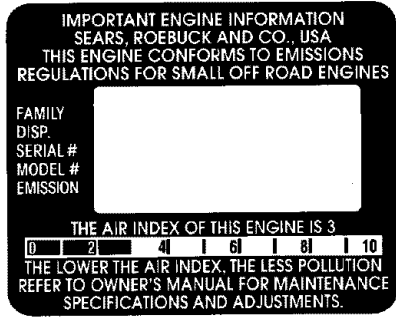 IMPORTANT ENGINE INFORMATION
SEARS, ROEBUCK AND CO., USA
THIS ENGINE CONFORMS TO EMISSIONS
REGULATIONS FOR SMALL OFF ROAD ENGINES
FAMILY
DISP.
SERIAL #
MODEL #
EMISSION
THE AIR INDEX OF THIS ENGINE IS 3
0 2 4 6 8 10
THE LOWER THE AIR INDEX, THE LESS POLLUTION
REFER TO OWNER'S MANUAL FOR MAINTENANCE
SPECIFICATIONS AND ADJUSTMENTS.